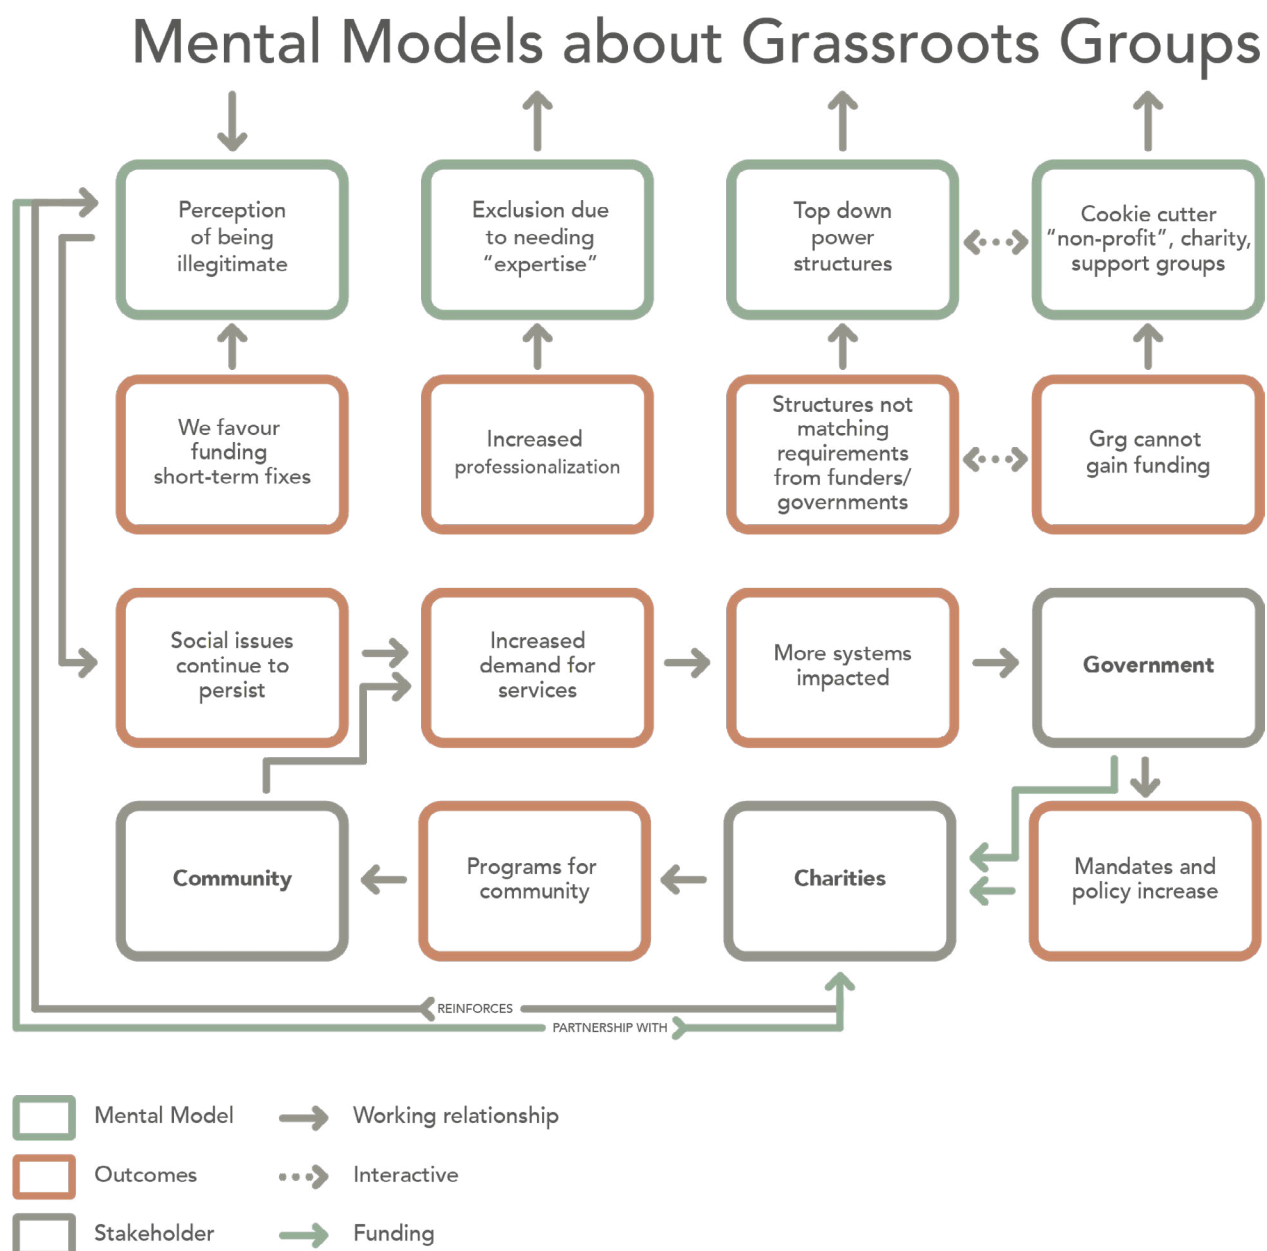 Mental Models about Grassroots Groups
Perception
of being
illegitimate
Exclusion due
to needing
“expertise”
Top down
power
structures
Cookie cutter
“non-profit”, charity,
support groups
We favour
funding
short-term fixes
Increased
professionalization
Structures not
matching
requirements
from funders/
governments
Grg cannot
gain funding
Social issues
continue to
persist
Increased
demand for
services
More systems
impacted
Government
Community
Programs for
community
Charities
Mandates and
policy increase
REINFORCES
PARTNERSHIP WITH
Mental Model
Working relationship
Outcomes
Interactive
Stakeholder
Funding